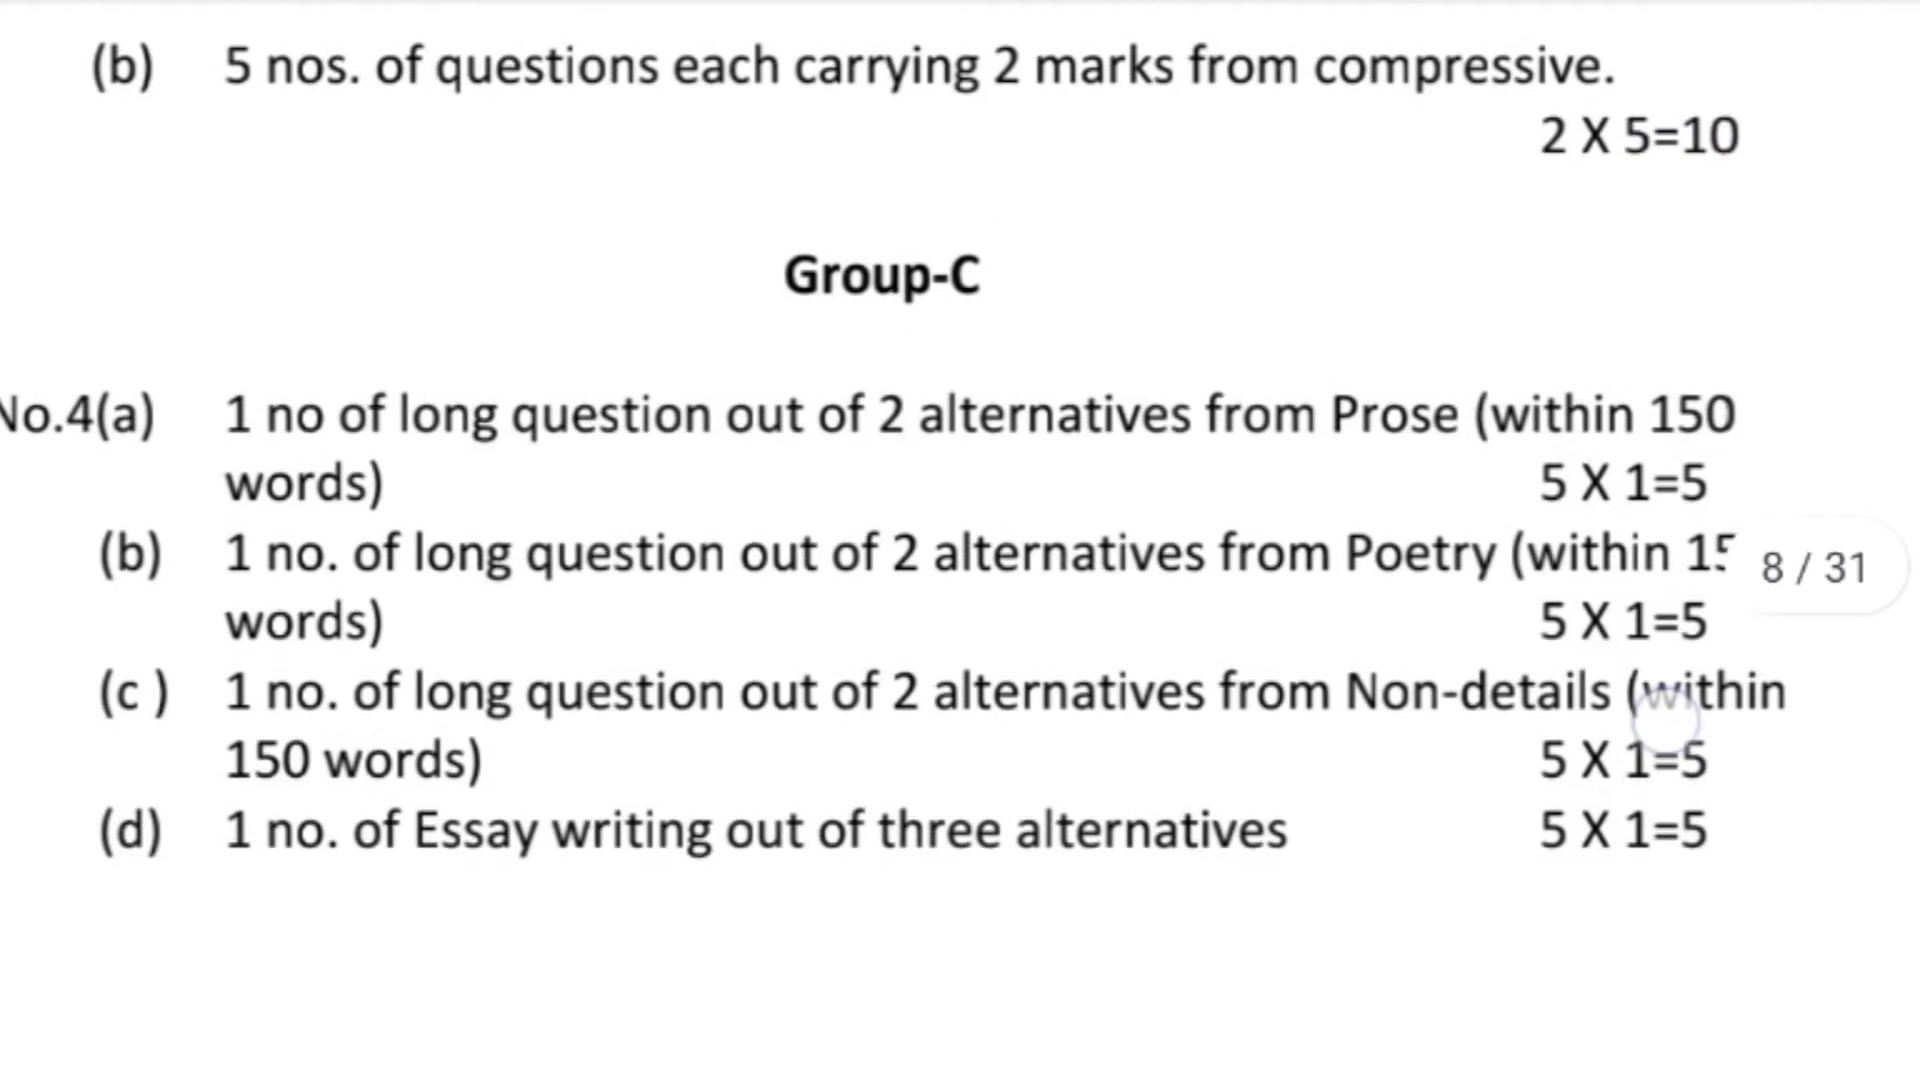 (b) 5 nos. of questions each carrying 2 marks from compressive.
2 X 5=10
Group-C
No.4(a) 1 no of long question out of 2 alternatives from Prose (within 150
words) 5 X 1=5
(b) 1 no. of long question out of 2 alternatives from Poetry (within
8 / 31
words) 5 X 1=5
(c ) 1 no. of long question out of 2 alternatives from Non-details (within
150 words) 5 X 1=5
(d) 1 no. of Essay writing out of three alternatives 5 X 1=5